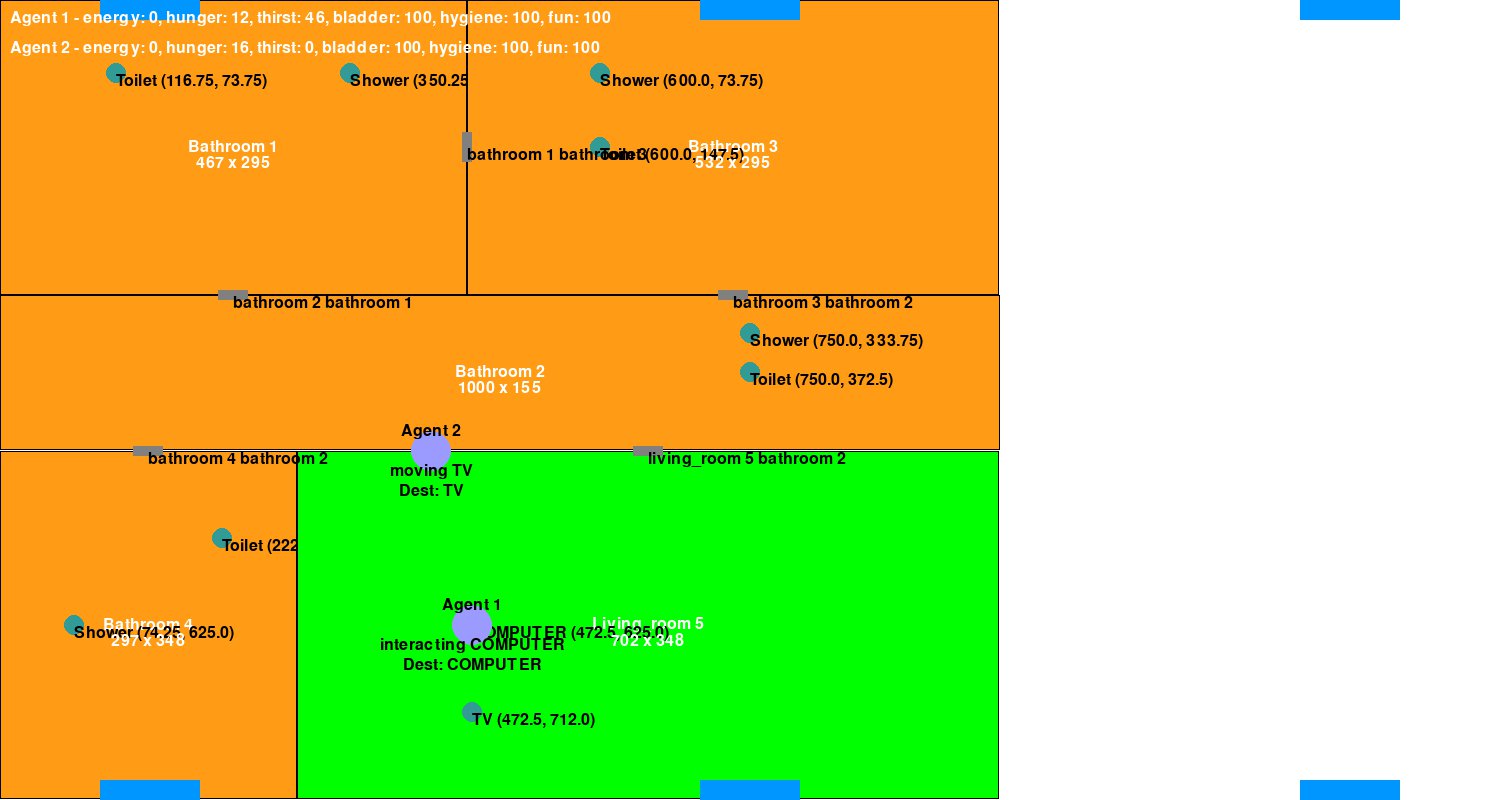 Agent 1 - energy: 0, hunger: 12, thirst: 46, bladder: 100, hygiene: 100, fun: 100
Agent 2 - energy: 0, hunger: 16, thirst: 0, bladder: 100, hygiene: 100, fun: 100
Toilet (116.75, 73.75)
Shower (350.25
Shower (600.0, 73.75)
Bathroom 1
467 x 295
bathroom 1 bathroom 3
Toilet (600.0, 147.5)
Bathroom 3
532 x 295
bathroom 2 bathroom 1
bathroom 3 bathroom 2
Shower (750.0, 333.75)
Bathroom 2
1000 x 155
Toilet (750.0, 372.5)
Agent 2
moving TV
Dest: TV
bathroom 4 bathroom 2
living_room 5 bathroom 2
Toilet (222
Agent 1
Bathroom 4
297 x 348
Shower (74.25, 625.0)
OMPUTER (472.5, 625.0)
Living_room 5
702 x 348
interacting COMPUTER
Dest: COMPUTER
TV (472.5, 712.0)